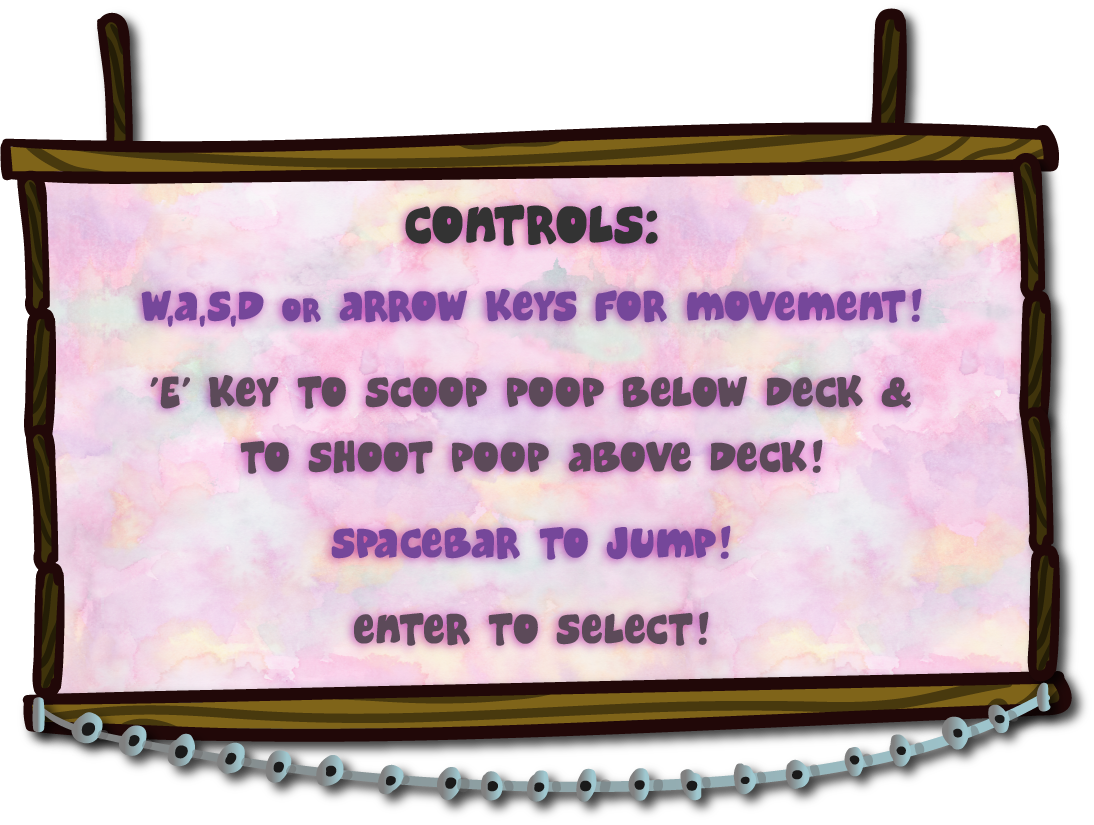 CONTROLS:
W,A,S,D OR ARROW KEYS FOR MOVEMENT!
'E' KEY TO SCOOP POOP BELOW DECK &
TO SHOOT POOP ABOVE DECK!
SPACEBAR TO JUMP!
ENTER TO SELECT!